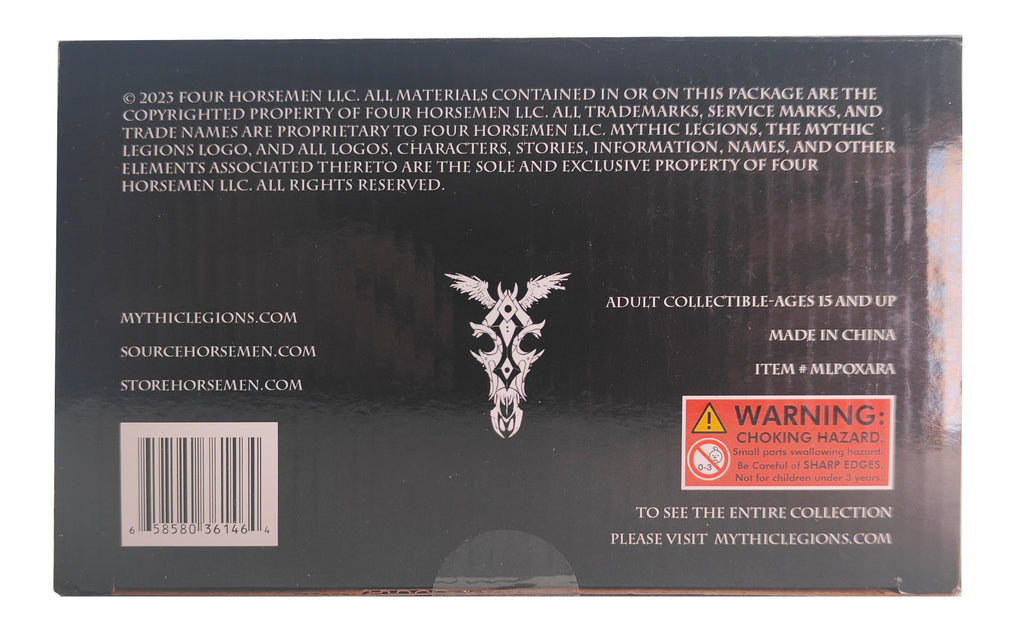 © 2023 FOUR HORSEMEN LLC. ALL MATERIALS CONTAINED IN OR ON THIS PACKAGE ARE THE
COPYRIGHTED PROPERTY OF FOUR HORSEMEN LLC. ALL TRADEMARKS, SERVICE MARKS, AND
TRADE NAMES ARE PROPRIETARY TO FOUR HORSEMEN LLC. MYTHIC LEGIONS, THE MYTHIC
LEGIONS LOGO, AND ALL LOGOS, CHARACTERS, STORIES, INFORMATION, NAMES, AND OTHER
ELEMENTS ASSOCIATED THERETO ARE THE SOLE AND EXCLUSIVE PROPERTY OF FOUR
HORSEMEN LLC. ALL RIGHTS RESERVED.
MYTHICLEGIONS.COM
SOURCEHORSEMEN.COM
STOREHORSEMEN.COM
6 58580 36146 4
ADULT COLLECTIBLE-AGES 15 AND UP
MADE IN CHINA
ITEM # MLPOXARA
WARNING:
CHOKING HAZARD.
Small parts swallowing hazard.
0-3
Be Careful of SHARP EDGES.
Not for children under 3 years.
TO SEE THE ENTIRE COLLECTION
PLEASE VISIT MYTHICLEGIONS.COM